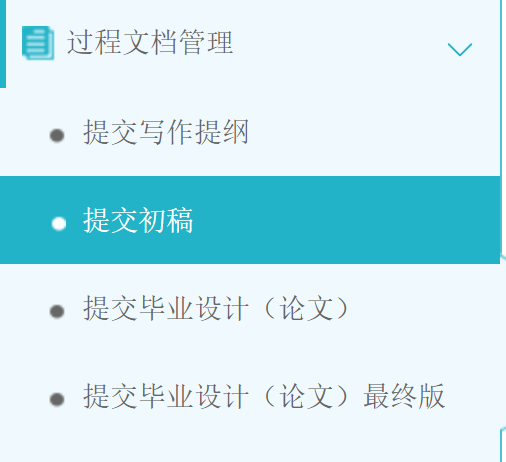 过程文档管理
提交写作提纲
提交初稿
提交毕业设计（论文）
提交毕业设计（论文）最终版